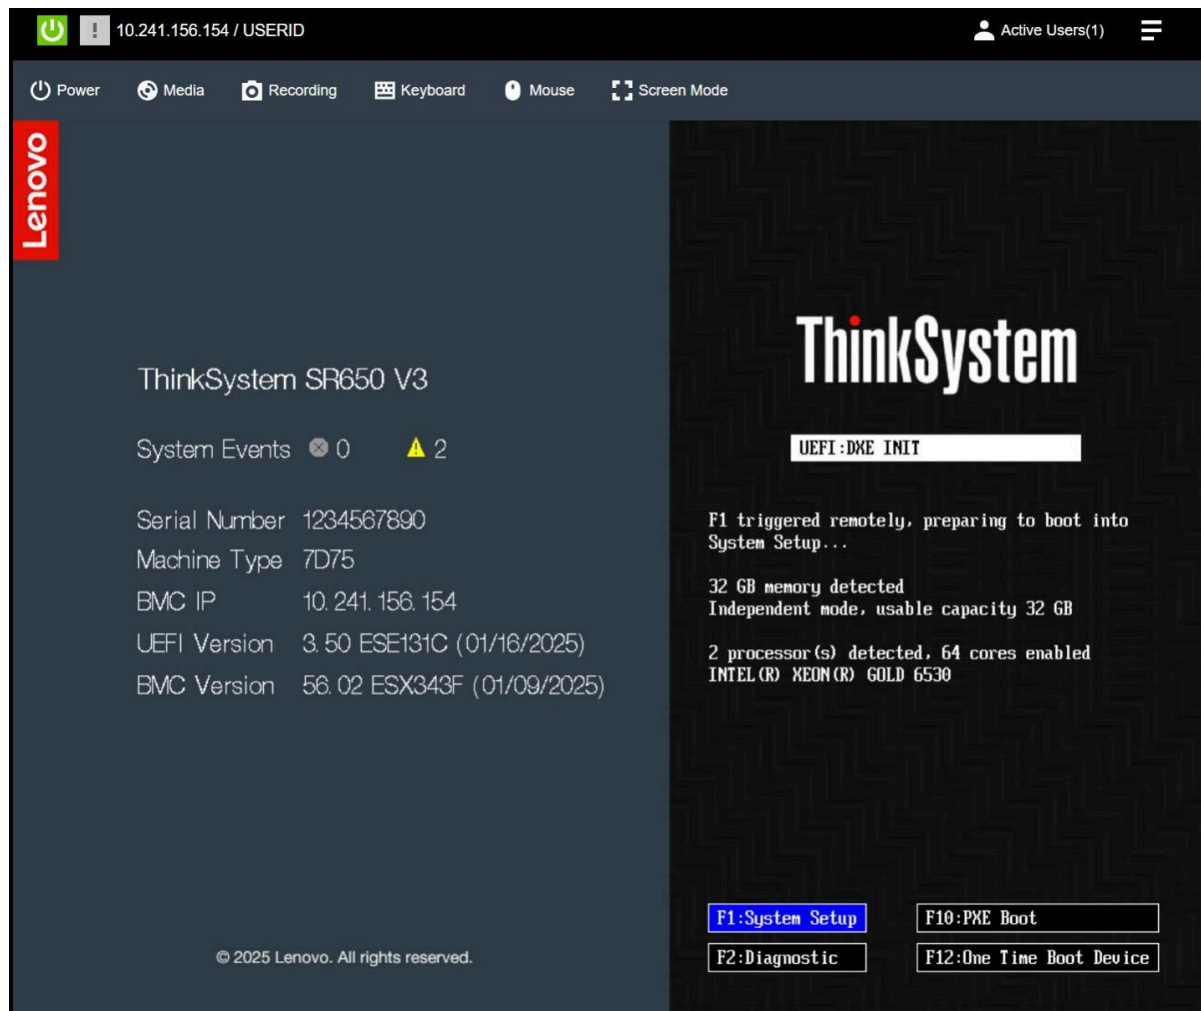 10.241.156.154 / USERID
Active Users(1)
Power
Media
Recording
Keyboard
Mouse
Screen Mode
Lenovo
ThinkSystem SR650 V3
System Events 0 2
Serial Number 1234567890
Machine Type 7D75
BMC IP 10. 241. 156. 154
UEFI Version 3. 50 ESE131C (01/16/2025)
BMC Version 56. 02 ESX343F (01/09/2025)
© 2025 Lenovo. All rights reserved.
ThinkSystem
UEFI:DXE INIT
F1 triggered remotely, preparing to boot into
System Setup...
32 GB memory detected
Independent mode, usable capacity 32 GB
2 processor(s) detected, 64 cores enabled
INTEL(R) XEON(R) GOLD 6530
F1:System Setup
F10:PXE Boot
F2:Diagnostic
F12:One Time Boot Device